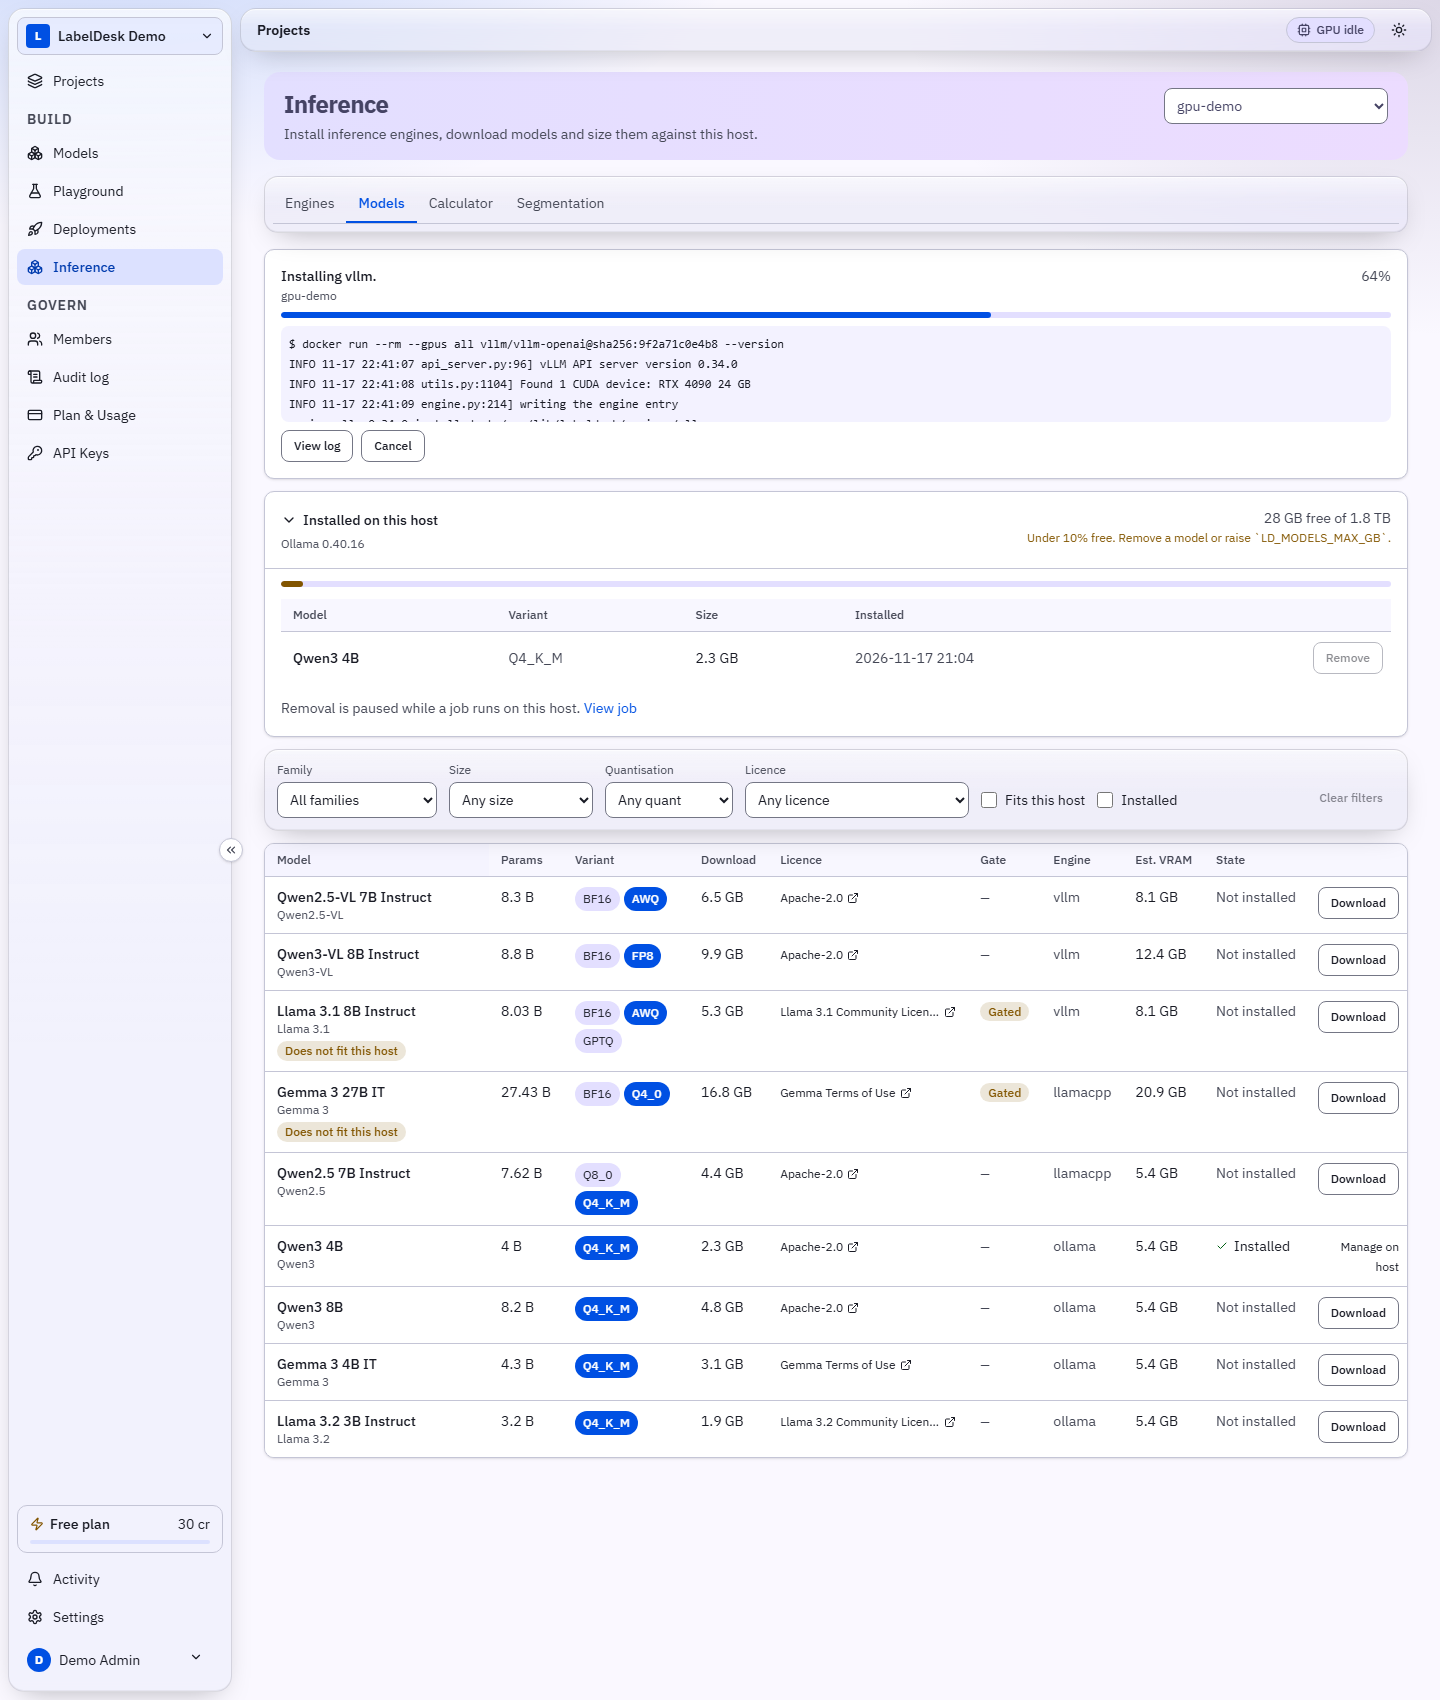 L LabelDesk Demo
Projects
BUILD
Models
Playground
Deployments
Inference
GOVERN
Members
Audit log
Plan & Usage
API Keys
Free plan 30 cr
Activity
Settings
D Demo Admin
Projects
GPU idle
Inference
gpu-demo
Install inference engines, download models and size them against this host.
Engines Models Calculator Segmentation
Installing vllm. 64%
gpu-demo
$ docker run --rm --gpus all vllm/vllm-openai@sha256:9f2a71c0e4b8 --version
INFO 11-17 22:41:07 api_server.py:96] vLLM API server version 0.34.0
INFO 11-17 22:41:08 utils.py:1104] Found 1 CUDA device: RTX 4090 24 GB
INFO 11-17 22:41:09 engine.py:214] writing the engine entry
View log Cancel
Installed on this host 28 GB free of 1.8 TB
Ollama 0.40.16 Under 10% free. Remove a model or raise `LD_MODELS_MAX_GB`.
Model Variant Size Installed
Qwen3 4B Q4_K_M 2.3 GB 2026-11-17 21:04 Remove
Removal is paused while a job runs on this host. View job
Family Size Quantisation Licence
All families Any size Any quant Any licence Fits this host Installed Clear filters
Model Params Variant Download Licence Gate Engine Est. VRAM State
Qwen2.5-VL 7B Instruct 8.3 B BF16 AWQ 6.5 GB Apache-2.0 – vllm 8.1 GB Not installed Download
Qwen2.5-VL
Qwen3-VL 8B Instruct 8.8 B BF16 FP8 9.9 GB Apache-2.0 – vllm 12.4 GB Not installed Download
Qwen3-VL
Llama 3.1 8B Instruct 8.03 B BF16 AWQ 5.3 GB Llama 3.1 Community Licen... Gated vllm 8.1 GB Not installed Download
Llama 3.1 GPTQ
Does not fit this host
Gemma 3 27B IT 27.43 B BF16 Q4_0 16.8 GB Gemma Terms of Use Gated llamacpp 20.9 GB Not installed Download
Gemma 3
Does not fit this host
Qwen2.5 7B Instruct 7.62 B Q8_0 4.4 GB Apache-2.0 – llamacpp 5.4 GB Not installed Download
Qwen2.5 Q4_K_M
Qwen3 4B 4 B Q4_K_M 2.3 GB Apache-2.0 – ollama 5.4 GB Installed Manage on
Qwen3 host
Qwen3 8B 8.2 B Q4_K_M 4.8 GB Apache-2.0 – ollama 5.4 GB Not installed Download
Qwen3
Gemma 3 4B IT 4.3 B Q4_K_M 3.1 GB Gemma Terms of Use – ollama 5.4 GB Not installed Download
Gemma 3
Llama 3.2 3B Instruct 3.2 B Q4_K_M 1.9 GB Llama 3.2 Community Licen... – ollama 5.4 GB Not installed Download
Llama 3.2